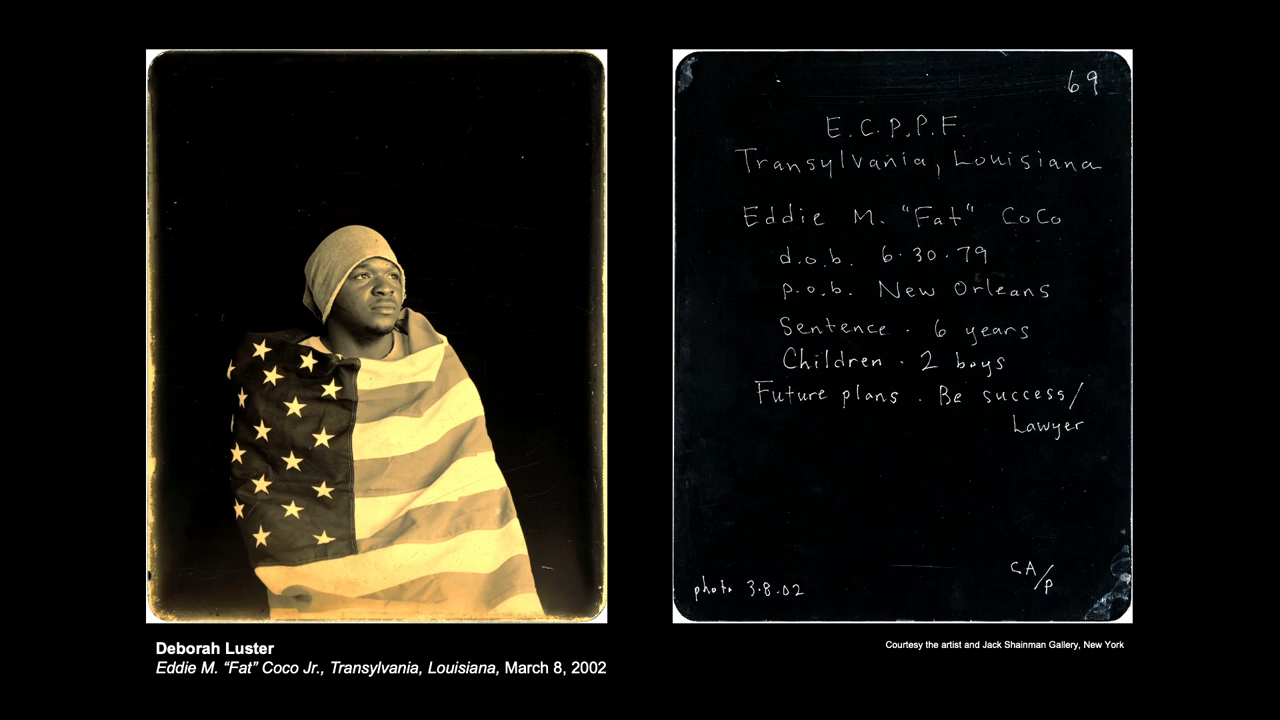 69
E.C.P.P.F.
Transylvania, Louisiana
Eddie M. "Fat" CoCo
d.o.b. 6.30.79
p.o.b. New Orleans
Sentence . 6 years
Children . 2 boys
Future plans . Be success/
Lawyer
CA/p
photo 3.8.02
Deborah Luster
Eddie M. “Fat” Coco Jr., Transylvania, Louisiana, March 8, 2002
Courtesy the artist and Jack Shainman Gallery, New York